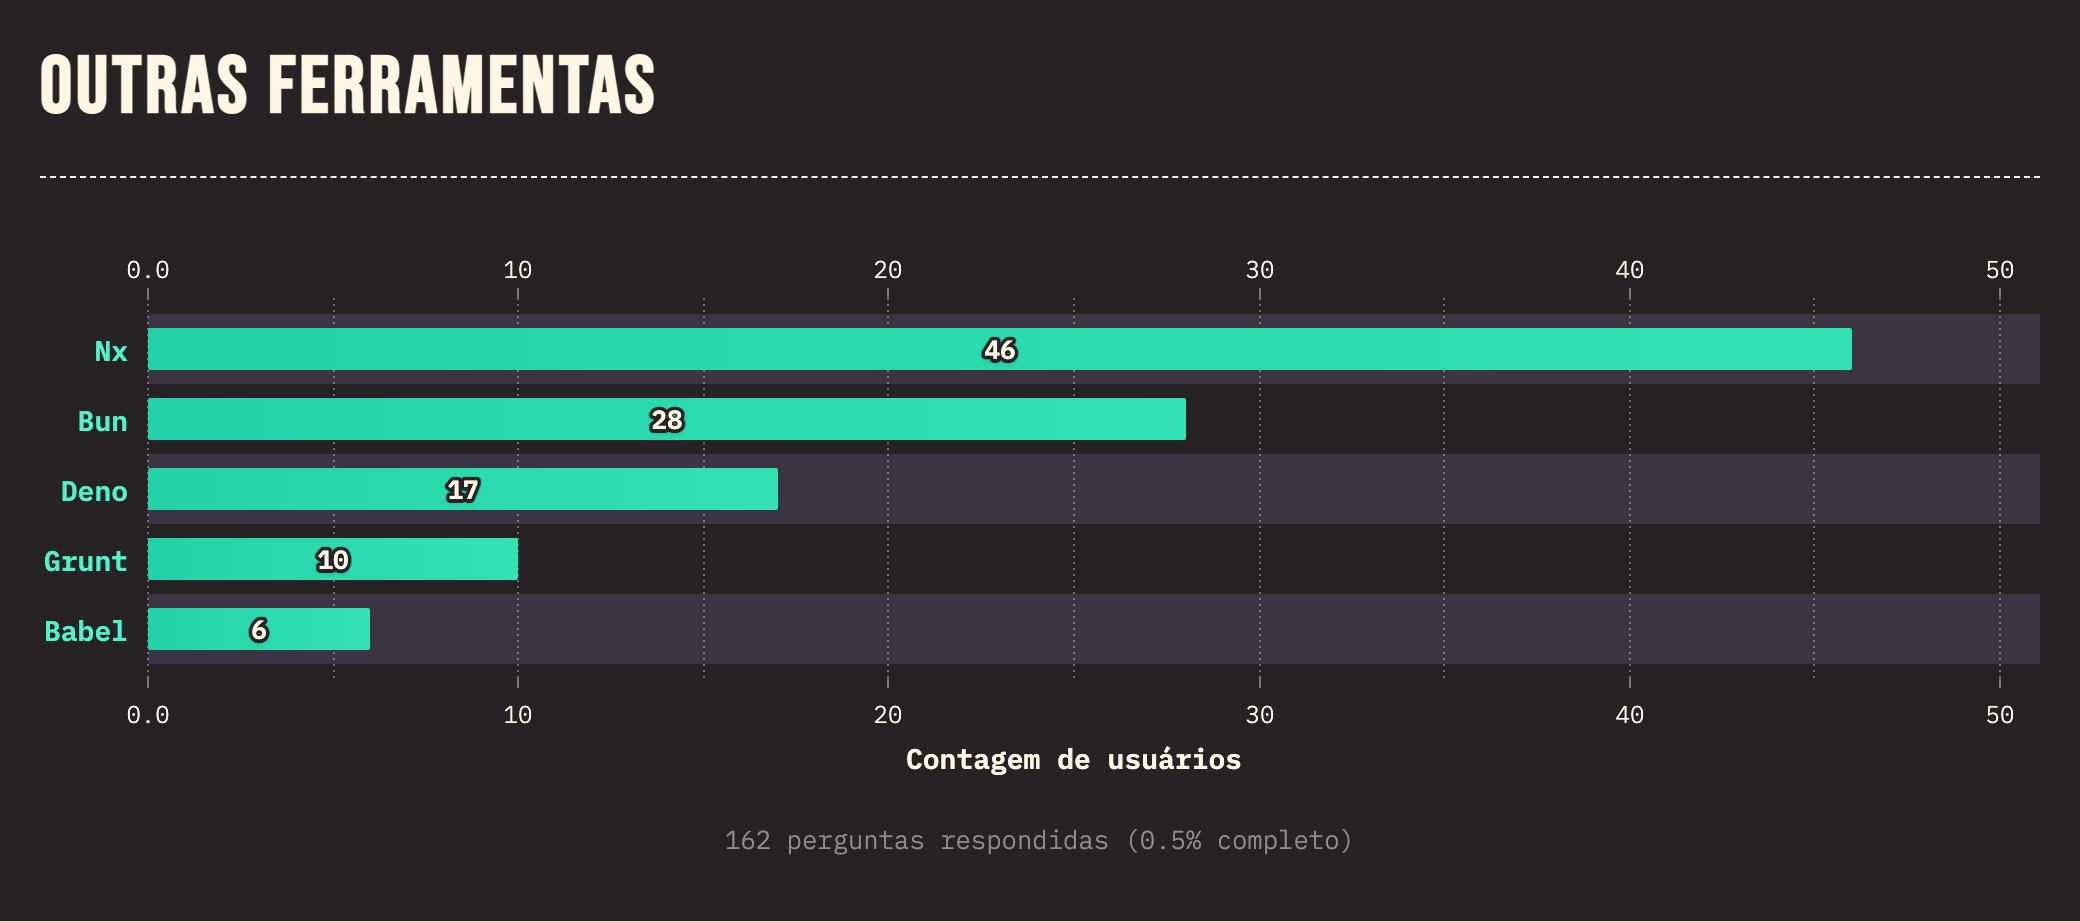 OUTRAS FERRAMENTAS
0.0 10 20 30 40 50
Nx 46
Bun 28
Deno 17
Grunt 10
Babel 6
0.0 10 20 30 40 50
Contagem de usuários
162 perguntas respondidas (0.5% completo)